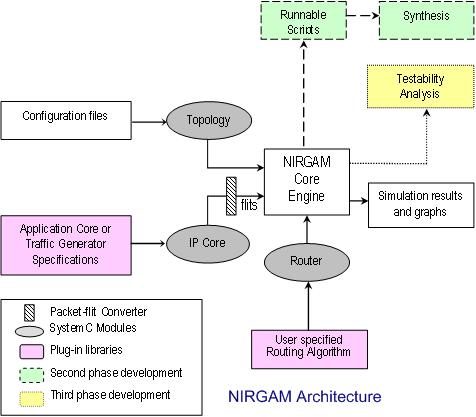 Runnable
Scripts
Synthesis
Testability
Analysis
Configuration files
Topology
NIRGAM
Core
Engine
flits
Simulation results
and graphs
Application Core or
Traffic Generator
Specifications
IP Core
Router
Packet-flit Converter
System C Modules
Plug-in libraries
Second phase development
Third phase development
User specified
Routing Algorithm
NIRGAM Architecture